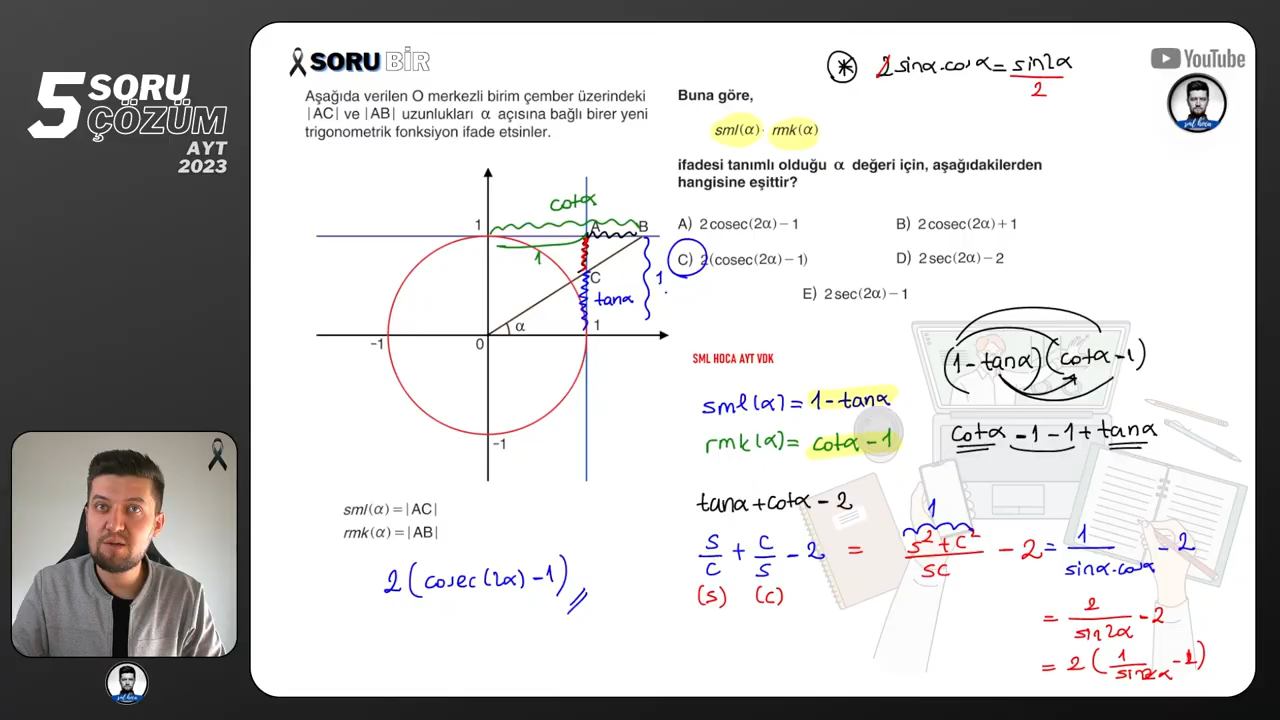 5 SORU ÇÖZÜM
AYT
2023
SORU BİR
Aşağıda verilen O merkezli birim çember üzerindeki
|AC| ve |AB| uzunlukları α açısına bağlı birer yeni
trigonometrik fonksiyon ifade etsinler.
cotα
1
A
B
1
C
tanα
1
α
-1
0
1
-1
sml(α) = |AC|
rmk(α) = |AB|
2(cosec(2α) -1)
* 2sinα.cosα = sin2α / 2
YouTube
sml hoca
Buna göre,
sml(α) · rmk(α)
ifadesi tanımlı olduğu α değeri için, aşağıdakilerden
hangisine eşittir?
A) 2cosec(2α) – 1
B) 2cosec(2α) + 1
C) 2(cosec(2α) – 1)
D) 2sec(2α) – 2
E) 2sec(2α) – 1
SML HOCA AYT VDK
(1-tanα)(cotα-1)
sml(α) = 1-tanα
rmk(α) = cotα-1
cotα -1-1+tanα
tanα+cotα-2
1
s/c + c/s -2 = s²+c² / sc -2 = 1 / sinα.cosα -2
(s) (c)
= 2 / sin2α -2
= 2(1 / sin2α -1)
sml hoca